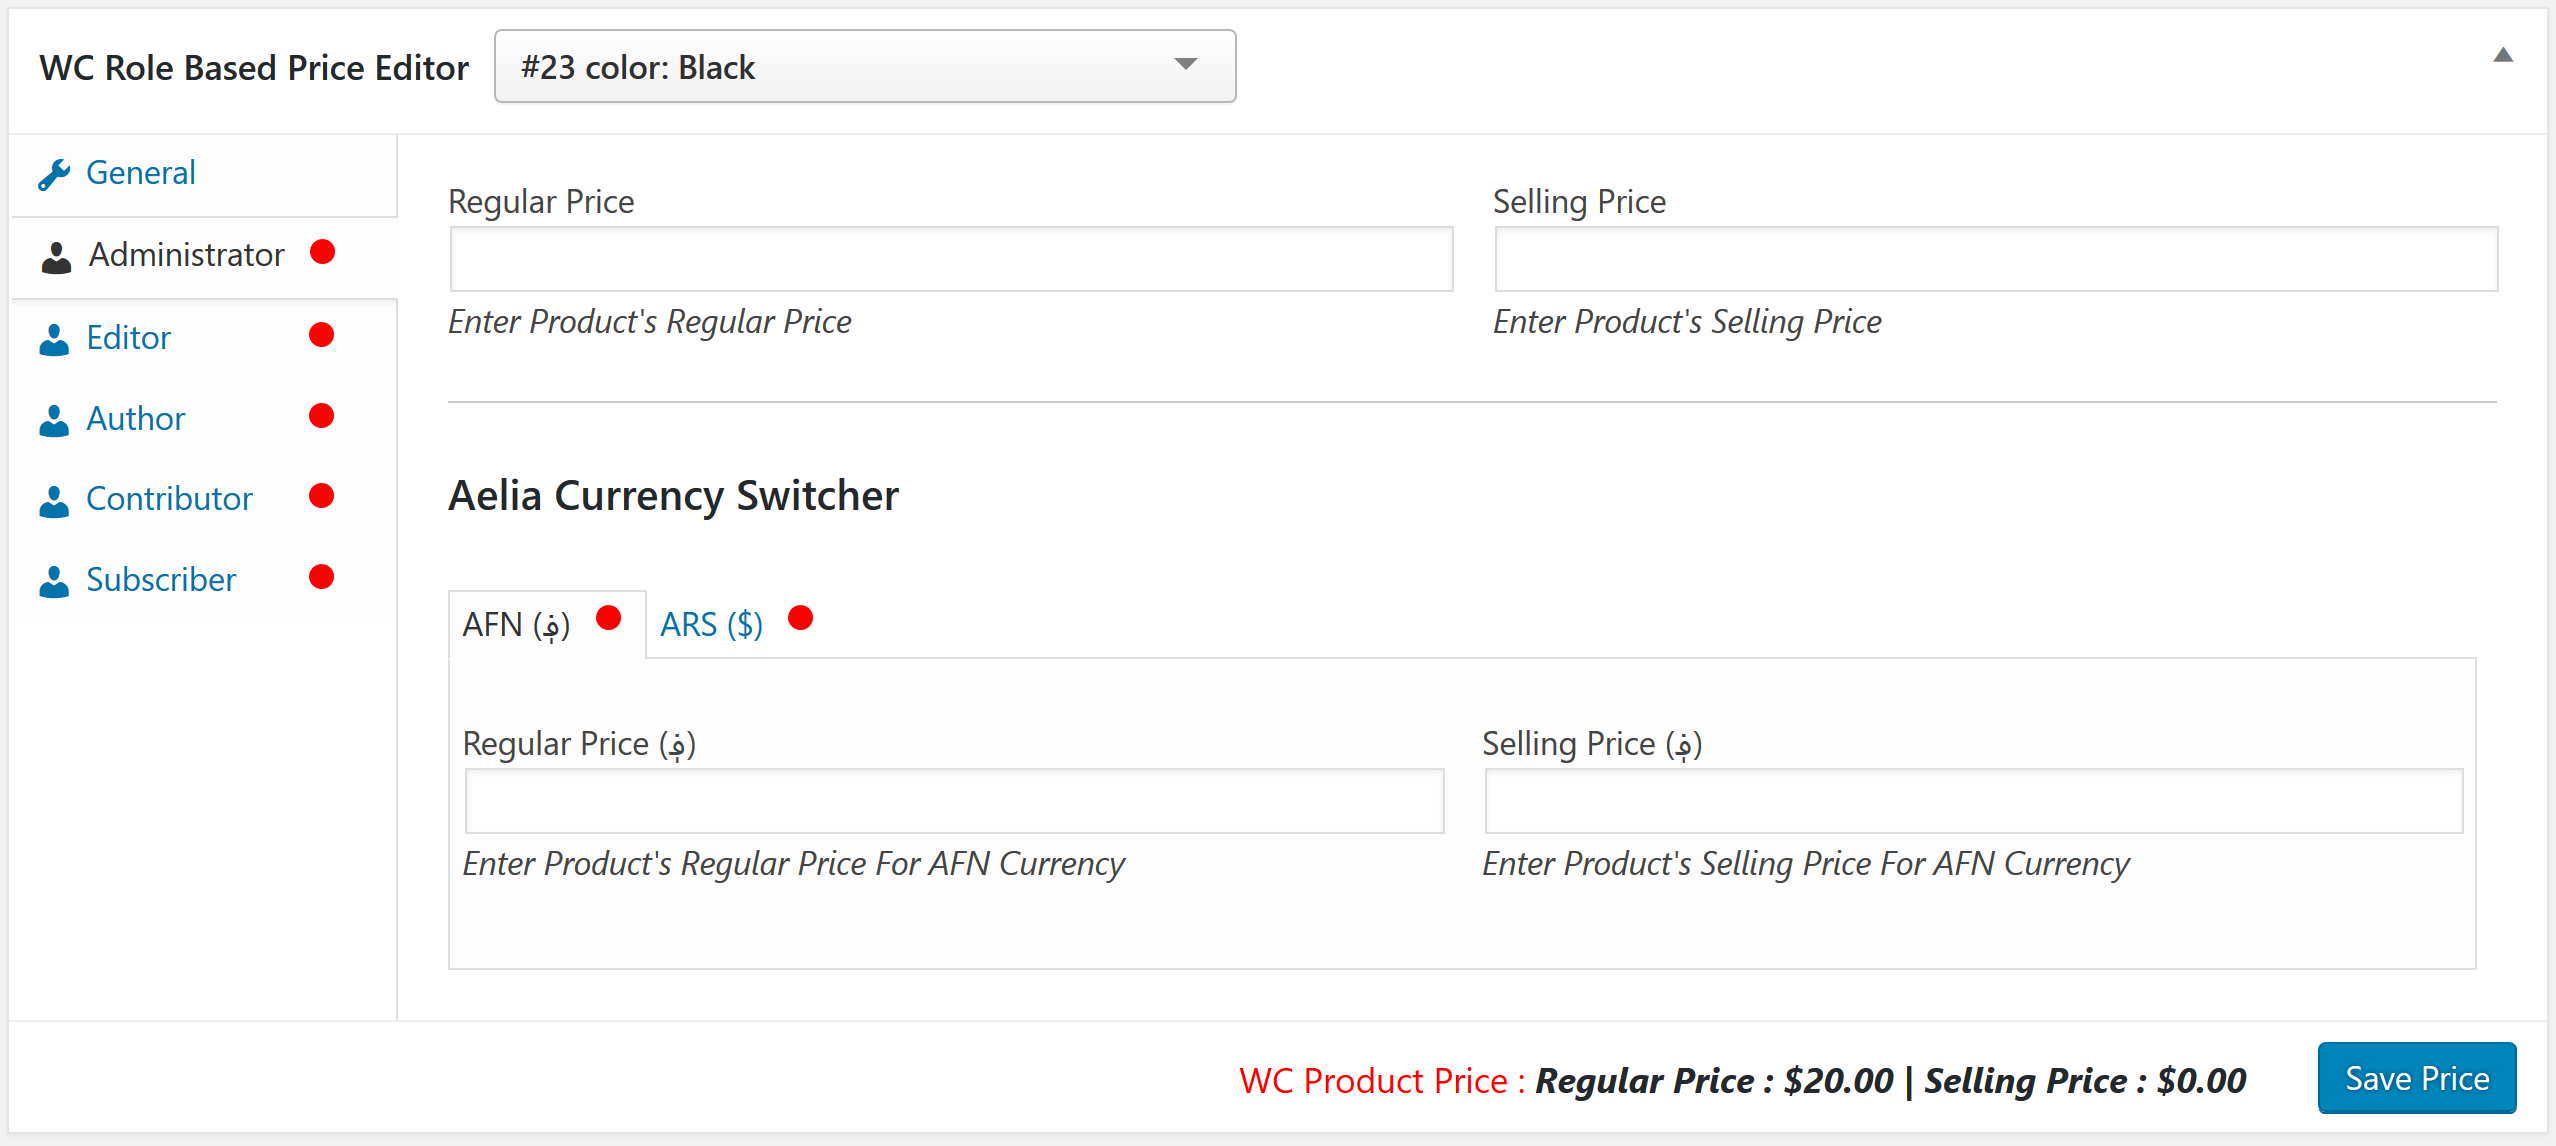 WC Role Based Price Editor
#23 color: Black
General
Administrator
Editor
Author
Contributor
Subscriber
Regular Price
Selling Price
Enter Product's Regular Price
Enter Product's Selling Price
Aelia Currency Switcher
AFN (؋)
ARS ($)
Regular Price (؋)
Selling Price (؋)
Enter Product's Regular Price For AFN Currency
Enter Product's Selling Price For AFN Currency
WC Product Price : Regular Price : $20.00 | Selling Price : $0.00
Save Price